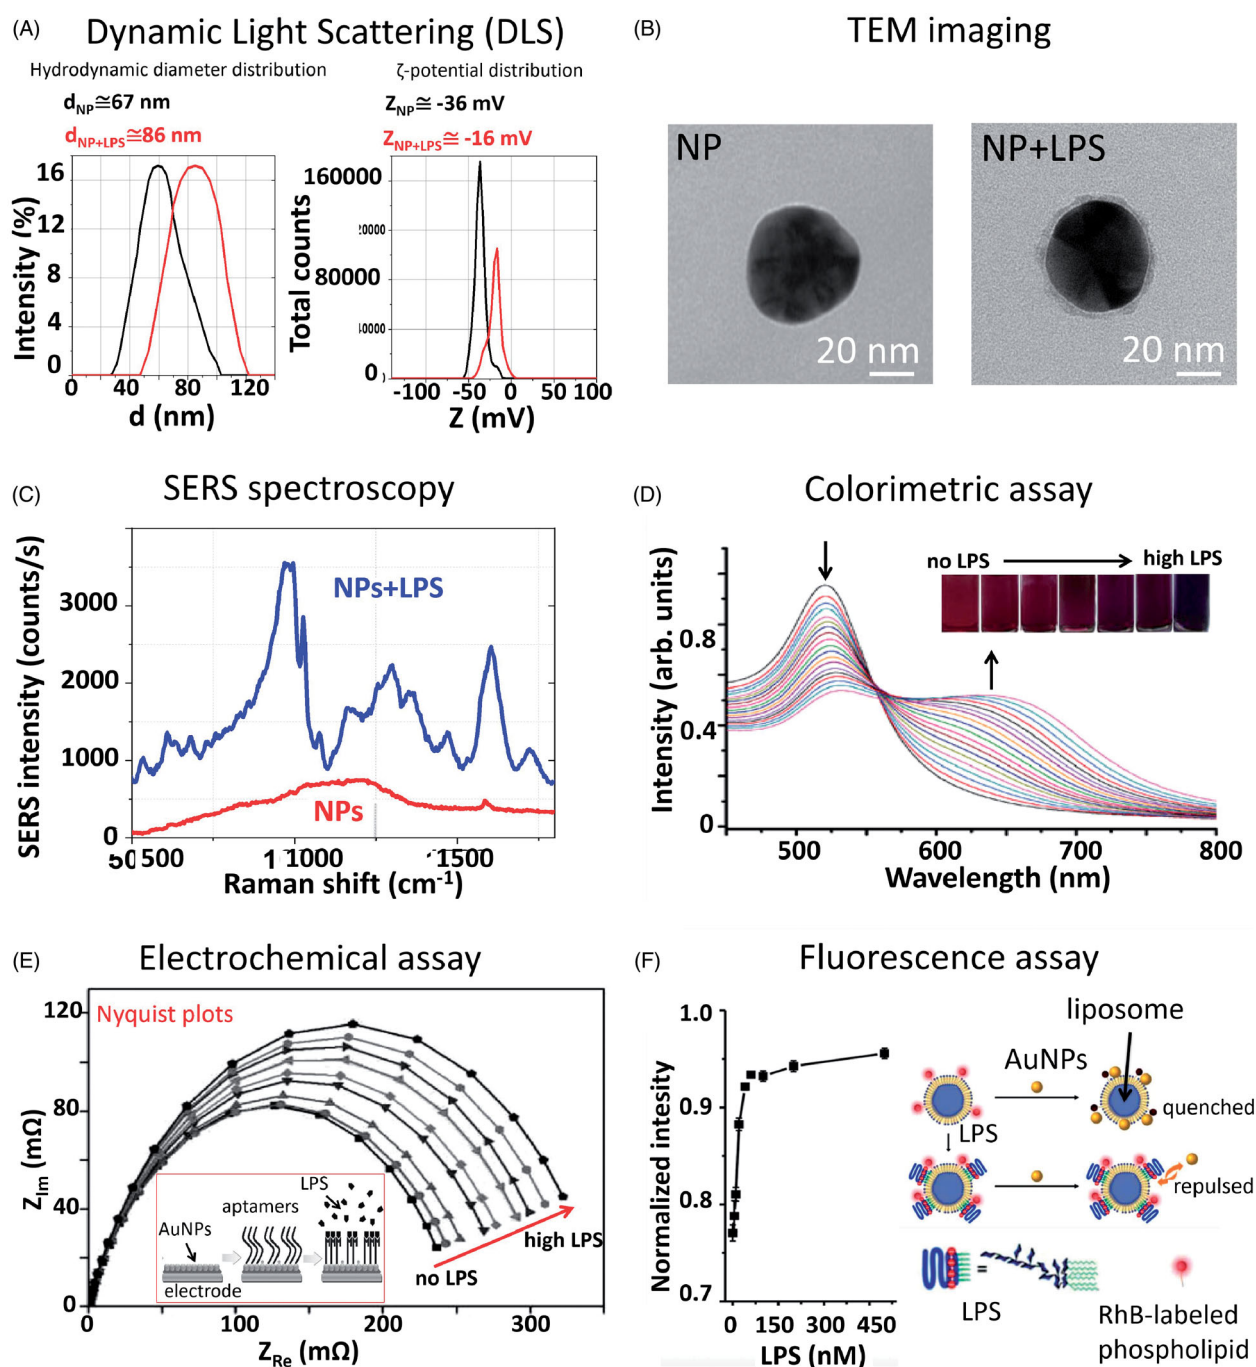 (A) Dynamic Light Scattering (DLS)
Hydrodynamic diameter distribution
d_NP≅67 nm
d_NP+LPS≅86 nm
16
12
8
4
0
Intensity (%)
0 40 80 120
d (nm)
ζ-potential distribution
Z_NP≅ -36 mV
Z_NP+LPS≅ -16 mV
160000
80000
0
Total counts
-100 -50 0 50 100
Z (mV)
(B) TEM imaging
NP
20 nm
NP+LPS
20 nm
(C) SERS spectroscopy
NPs+LPS
NPs
3000
2000
1000
0
SERS intensity (counts/s)
500 1000 1500
Raman shift (cm⁻¹)
(D) Colorimetric assay
no LPS high LPS
0.8
0.4
0
Intensity (arb. units)
500 600 700 800
Wavelength (nm)
(E) Electrochemical assay
Nyquist plots
120
80
40
0
Z_Im (mΩ)
LPS
aptamers
AuNPs
electrode
no LPS
high LPS
0 50 100 150 200 250 300
Z_Re (mΩ)
(F) Fluorescence assay
1.0
0.9
0.8
0.7
Normalized intesity
0 150 300 450
LPS (nM)
liposome
AuNPs
quenched
LPS
repulsed
=
LPS
RhB-labeled
phospholipid